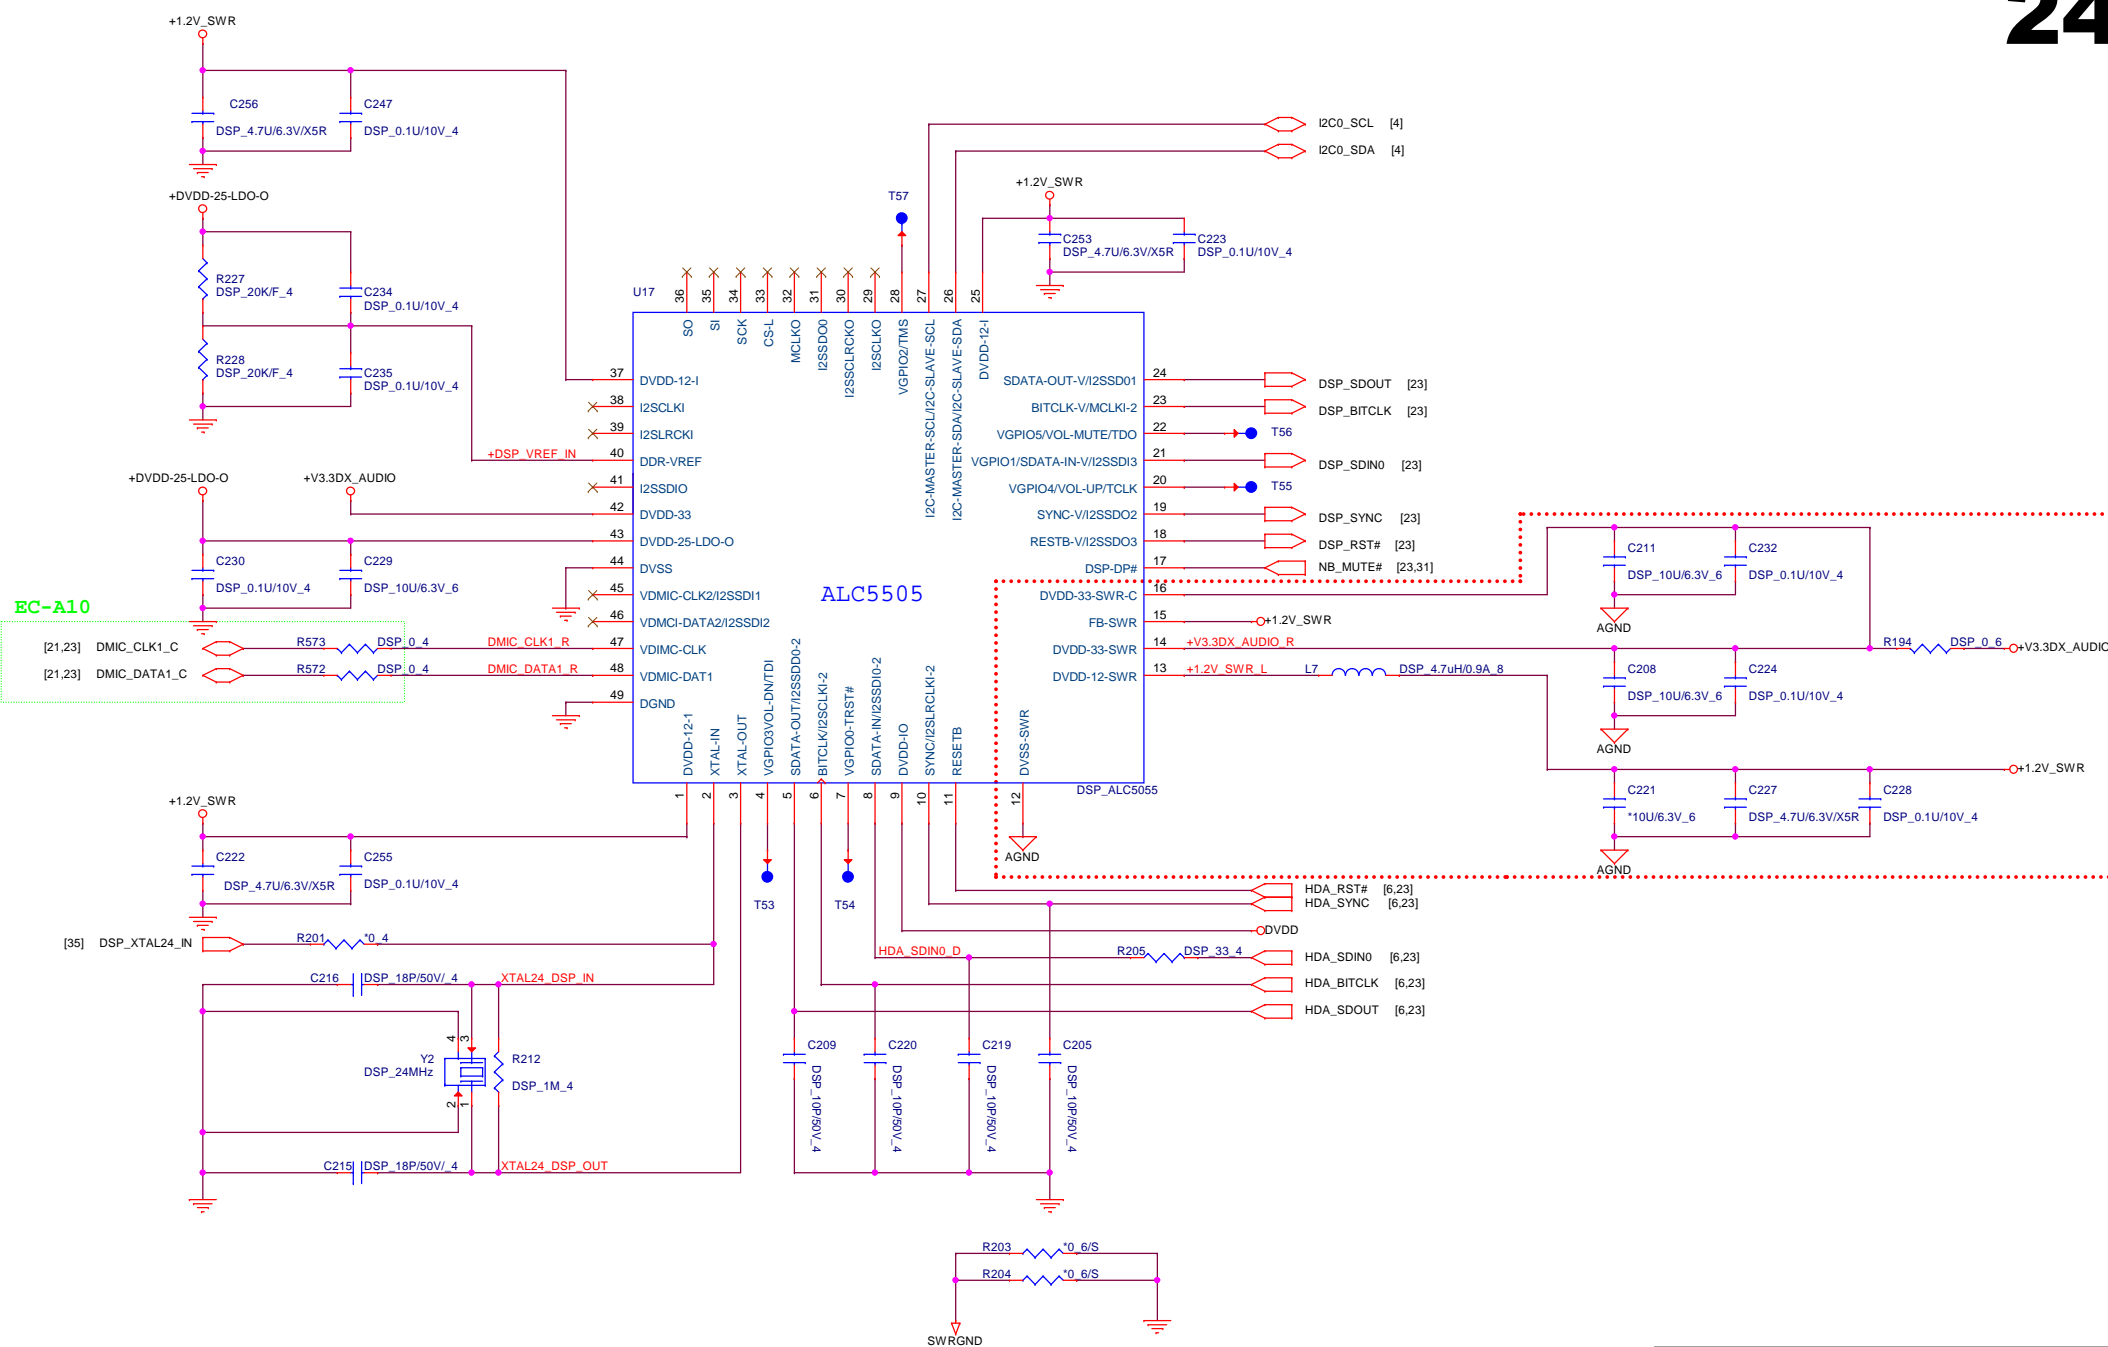 24
+1.2V_SWR
C256
DSP_4.7U/6.3V/X5R
C247
DSP_0.1U/10V_4
+DVDD-25-LDO-O
R227
DSP_20K/F_4
C234
DSP_0.1U/10V_4
R228
DSP_20K/F_4
C235
DSP_0.1U/10V_4
+DSP_VREF_IN
+DVDD-25-LDO-O
+V3.3DX_AUDIO
C230
DSP_0.1U/10V_4
C229
DSP_10U/6.3V_6
EC-A10
[21,23] DMIC_CLK1_C
R573
DSP_0_4
DMIC_CLK1_R
[21,23] DMIC_DATA1_C
R572
DSP_0_4
DMIC_DATA1_R
I2C0_SCL [4]
I2C0_SDA [4]
T57
+1.2V_SWR
C253
DSP_4.7U/6.3V/X5R
C223
DSP_0.1U/10V_4
U17
36 SO
35 SI
34 SCK
33 CS-L
32 MCLKO
31 I2SSDO0
30 I2SSCLRCKO
29 I2SCLKO
28 VGPIO2/TMS
27 I2C-MASTER-SCL/I2C-SLAVE-SCL
26 I2C-MASTER-SDA/I2C-SLAVE-SDA
25 DVDD-12-I
37 DVDD-12-I
38 I2SCLKI
39 I2SLRCKI
40 DDR-VREF
41 I2SSDIO
42 DVDD-33
43 DVDD-25-LDO-O
44 DVSS
45 VDMIC-CLK2/I2SSDI1
46 VDMCI-DATA2/I2SSDI2
47 VDIMC-CLK
48 VDMIC-DAT1
49 DGND
ALC5505
SDATA-OUT-V/I2SSD01 24
BITCLK-V/MCLKI-2 23
VGPIO5/VOL-MUTE/TDO 22
VGPIO1/SDATA-IN-V/I2SSDI3 21
VGPIO4/VOL-UP/TCLK 20
SYNC-V/I2SSDO2 19
RESTB-V/I2SSDO3 18
DSP-DP# 17
DVDD-33-SWR-C 16
FB-SWR 15
DVDD-33-SWR 14
DVDD-12-SWR 13
DSP_SDOUT [23]
DSP_BITCLK [23]
T56
DSP_SDIN0 [23]
T55
DSP_SYNC [23]
DSP_RST# [23]
NB_MUTE# [23,31]
+1.2V_SWR
+V3.3DX_AUDIO_R
+1.2V_SWR_L
L7
DSP_4.7uH/0.9A_8
C211
DSP_10U/6.3V_6
C232
DSP_0.1U/10V_4
AGND
R194
DSP_0_6
+V3.3DX_AUDIO
C208
DSP_10U/6.3V_6
C224
DSP_0.1U/10V_4
AGND
+1.2V_SWR
C221
*10U/6.3V_6
C227
DSP_4.7U/6.3V/X5R
C228
DSP_0.1U/10V_4
AGND
1 DVDD-12-1
2 XTAL-IN
3 XTAL-OUT
4 VGPIO3VOL-DN/TDI
5 SDATA-OUT/I2SSDD0-2
6 BITCLK/I2SCLKI-2
7 VGPIO0-TRST#
8 SDATA-IN/I2SSDIO-2
9 DVDD-IO
10 SYNC/I2SLRCLKI-2
11 RESETB
12 DVSS-SWR
DSP_ALC5055
AGND
+1.2V_SWR
C222
DSP_4.7U/6.3V/X5R
C255
DSP_0.1U/10V_4
T53
T54
HDA_RST# [6,23]
HDA_SYNC [6,23]
DVDD
[35] DSP_XTAL24_IN
R201
*0_4
HDA_SDIN0_D
R205
DSP_33_4
HDA_SDIN0 [6,23]
HDA_BITCLK [6,23]
HDA_SDOUT [6,23]
C216
DSP_18P/50V/_4
XTAL24_DSP_IN
4
3
Y2
DSP_24MHz
2
1
R212
DSP_1M_4
C215
DSP_18P/50V/_4
XTAL24_DSP_OUT
C209
DSP_10P/50V_4
C220
DSP_10P/50V_4
C219
DSP_10P/50V_4
C205
DSP_10P/50V_4
R203
*0_6/S
R204
*0_6/S
SWRGND